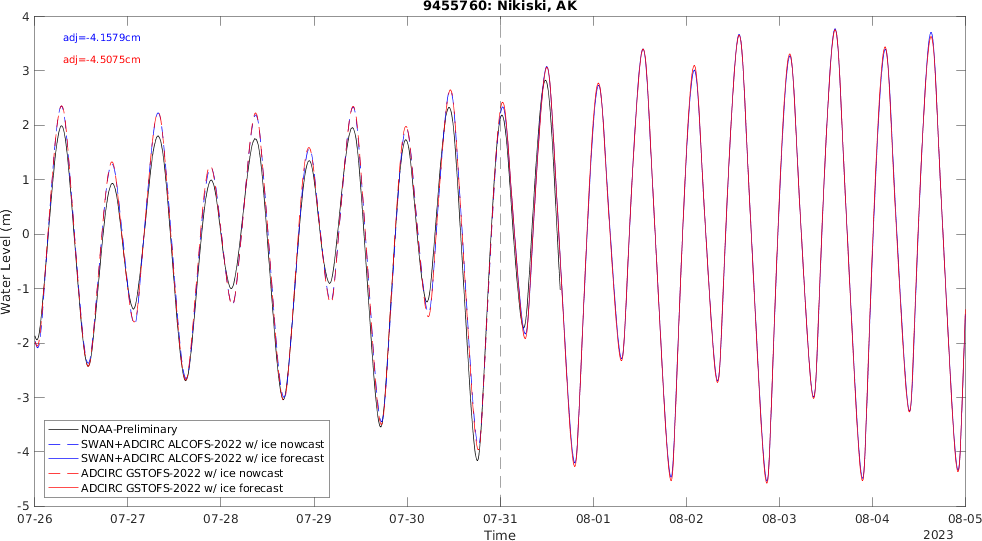 9455760: Nikiski, AK
adj=-4.1579cm
adj=-4.5075cm
4
3
2
1
0
-1
-2
-3
-4
-5
Water Level (m)
NOAA-Preliminary
SWAN+ADCIRC ALCOFS-2022 w/ ice nowcast
SWAN+ADCIRC ALCOFS-2022 w/ ice forecast
ADCIRC GSTOFS-2022 w/ ice nowcast
ADCIRC GSTOFS-2022 w/ ice forecast
07-26 07-27 07-28 07-29 07-30 07-31 08-01 08-02 08-03 08-04 08-05
Time
2023